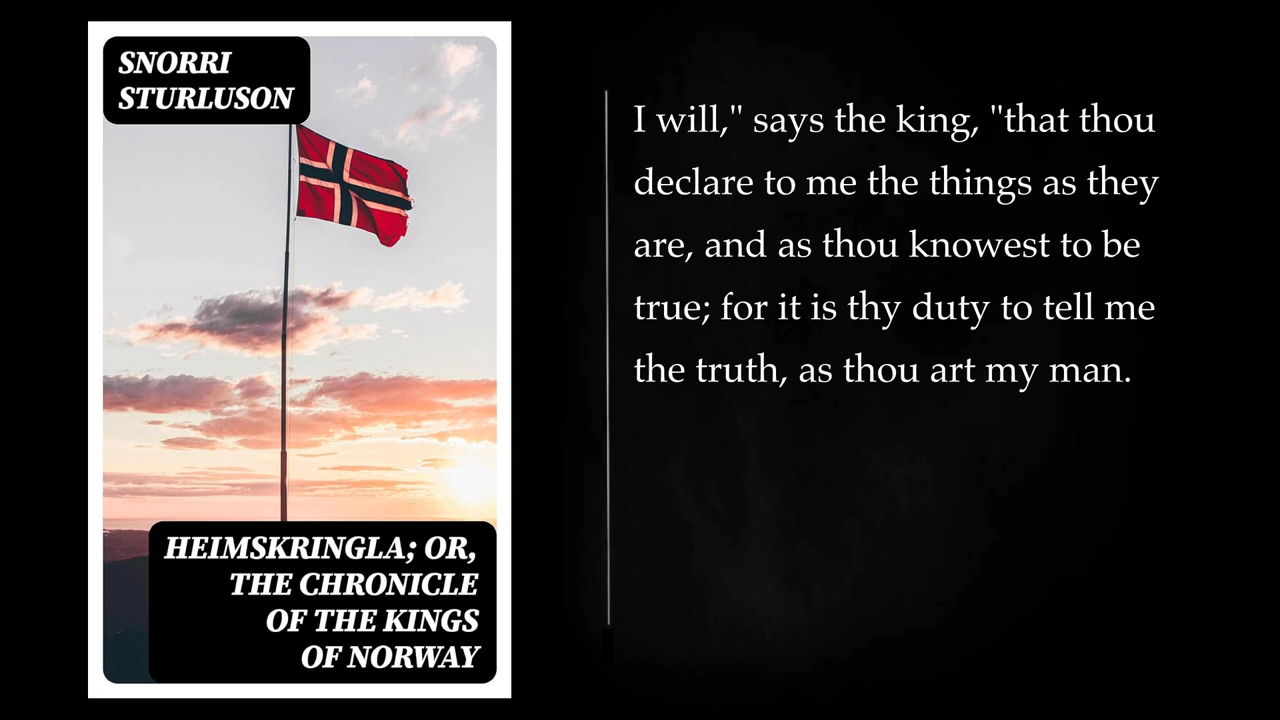 SNORRI
STURLUSON
HEIMSKRINGLA; OR,
THE CHRONICLE
OF THE KINGS
OF NORWAY
I will," says the king, "that thou
declare to me the things as they
are, and as thou knowest to be
true; for it is thy duty to tell me
the truth, as thou art my man.